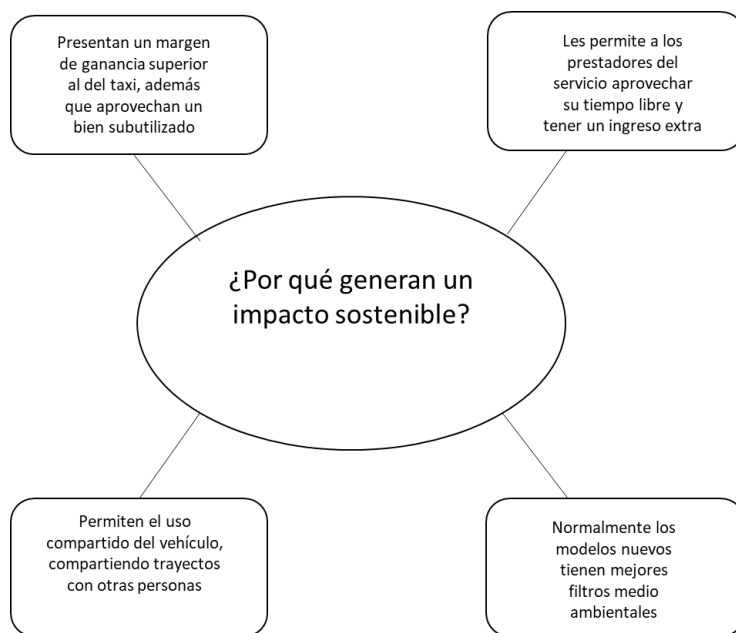 Presentan un margen
de ganancia superior
al del taxi, además
que aprovechan un
bien subutilizado
Les permite a los
prestadores del
servicio aprovechar
su tiempo libre y
tener un ingreso extra
¿Por qué generan un
impacto sostenible?
Permiten el uso
compartido del vehículo,
compartiendo trayectos
con otras personas
Normalmente los
modelos nuevos
tienen mejores
filtros medio
ambientales